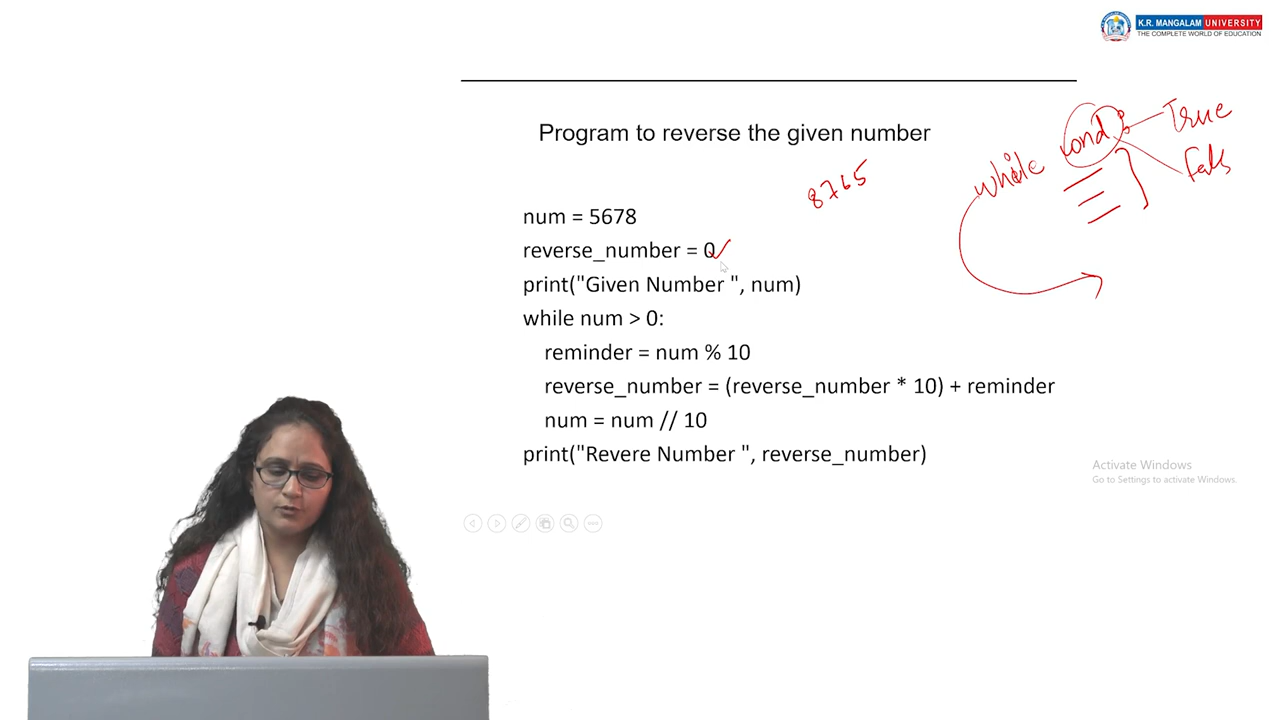 K.R. MANGALAM UNIVERSITY
THE COMPLETE WORLD OF EDUCATION
Program to reverse the given number
while cond: True
8765
num = 5678
reverse_number = 0
print("Given Number ", num)
while num > 0:
reminder = num % 10
reverse_number = (reverse_number * 10) + reminder
num = num // 10
print("Revere Number ", reverse_number)
Activate Windows
Go to Settings to activate Windows.